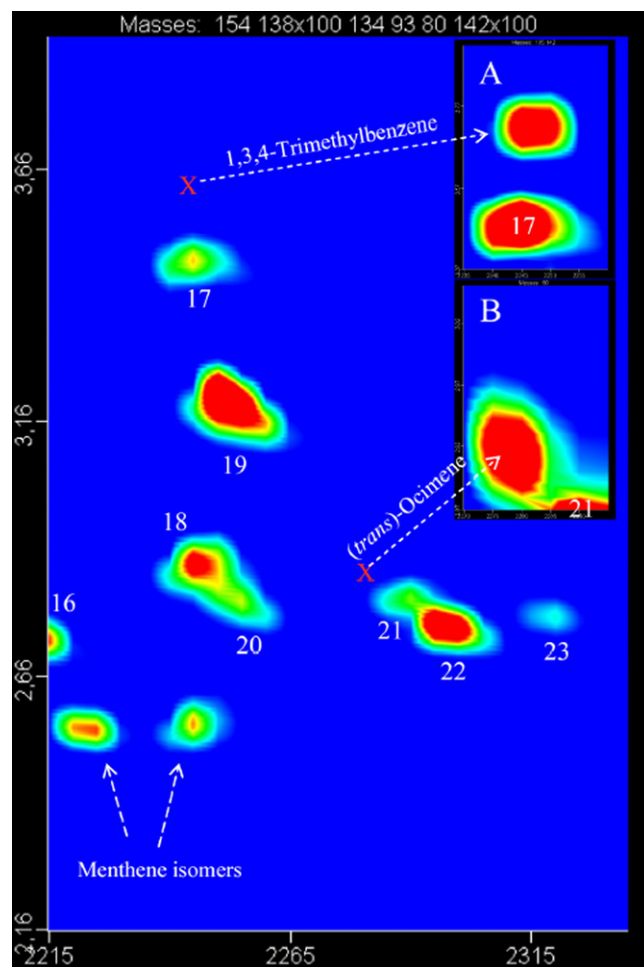 Masses: 154 138x100 134 93 80 142x100
A
1,3,4-Trimethylbenzene
3,66
X
17
17
B
3,16
19
(trans)-Ocimene
21
18
X
16
20
21
22
23
2,66
Menthene isomers
2,16
2215
2265
2315